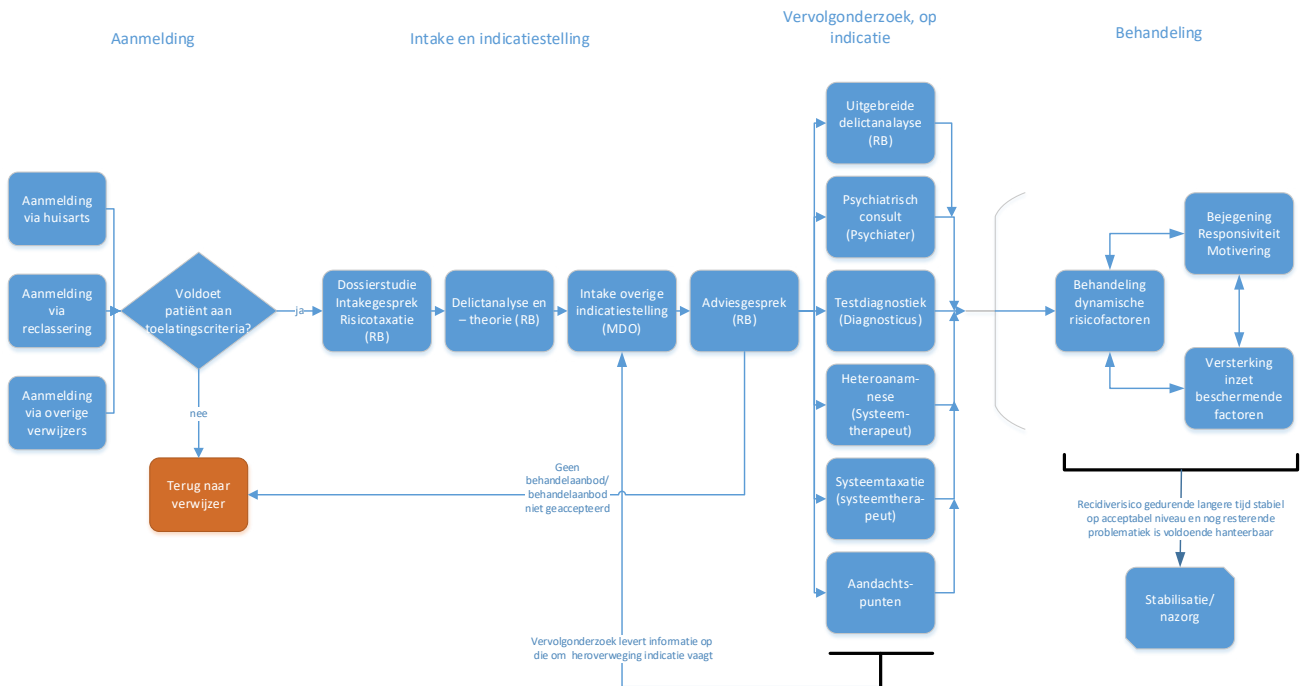 Aanmelding
Intake en indicatiestelling
Vervolgonderzoek, op
indicatie
Behandeling
Aanmelding
via huisarts
Aanmelding
via
reclassering
Aanmelding
via overige
verwijzers
Voldoet
patiënt aan
toelatingscriteria?
ja
nee
Terug naar
verwijzer
Dossierstudie
Intakegesprek
Risicotaxatie
(RB)
Delictanalyse en
– theorie (RB)
Intake overige
indicatiestelling
(MDO)
Adviesgesprek
(RB)
Geen
behandelaanbod/
behandelaanbod
niet geaccepteerd
Vervolgonderzoek levert informatie op
die om heroverweging indicatie vaagt
Uitgebreide
delictanalayse
(RB)
Psychiatrisch
consult
(Psychiater)
Testdiagnostiek
(Diagnosticus)
Heteroanam-
nese
(Systeem-
therapeut)
Systeemtaxatie
(systeemthera-
peut)
Aandachts-
punten
Behandeling
dynamische
risicofactoren
Bejegening
Responsiviteit
Motivering
Versterking
inzet
beschermende
factoren
Recidiverisico gedurende langere tijd stabiel
op acceptabel niveau en nog resterende
problematiek is voldoende hanteerbaar
Stabilisatie/
nazorg